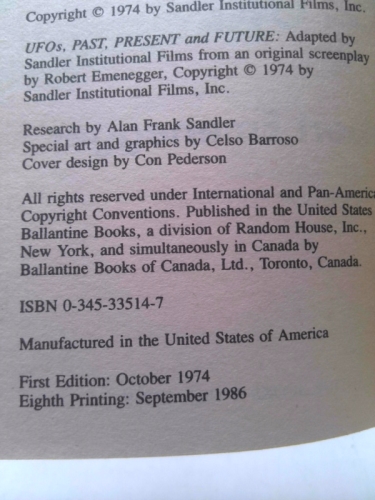 Copyright © 1974 by Sandler Institutional Films, Inc.
UFOs, PAST, PRESENT and FUTURE: Adapted by
Sandler Institutional Films from an original screenplay
by Robert Emenegger, Copyright © 1974 by
Sandler Institutional Films, Inc.
Research by Alan Frank Sandler
Special art and graphics by Celso Barroso
Cover design by Con Pederson
All rights reserved under International and Pan-America
Copyright Conventions. Published in the United States
Ballantine Books, a division of Random House, Inc.,
New York, and simultaneously in Canada by
Ballantine Books of Canada, Ltd., Toronto, Canada.
ISBN 0-345-33514-7
Manufactured in the United States of America
First Edition: October 1974
Eighth Printing: September 1986